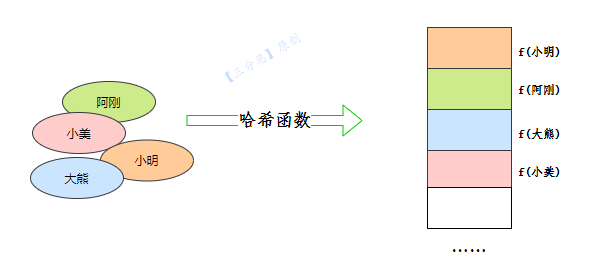 【三分恶】原创
阿刚
小美
小明
大熊
哈希函数
f(小明)
f(阿刚)
f(大熊)
f(小美)
......